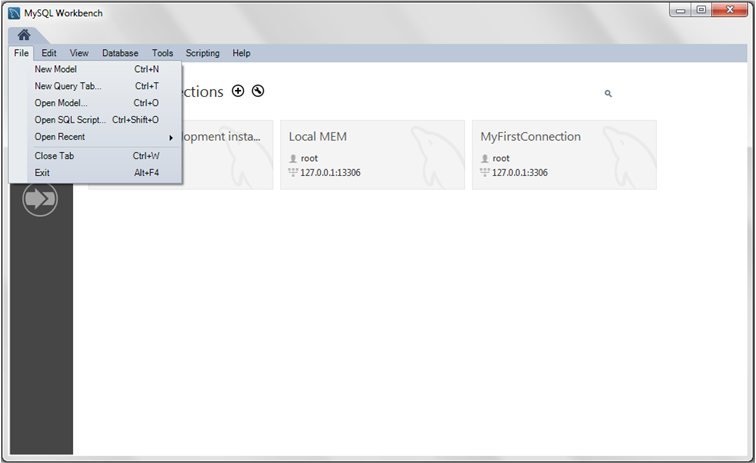 MySQL Workbench
File Edit View Database Tools Scripting Help
New Model Ctrl+N
New Query Tab... Ctrl+T
Open Model... Ctrl+O
Open SQL Script... Ctrl+Shift+O
Open Recent
Close Tab Ctrl+W
Exit Alt+F4
ections
lopment insta...
Local MEM
root
127.0.0.1:13306
MyFirstConnection
root
127.0.0.1:3306